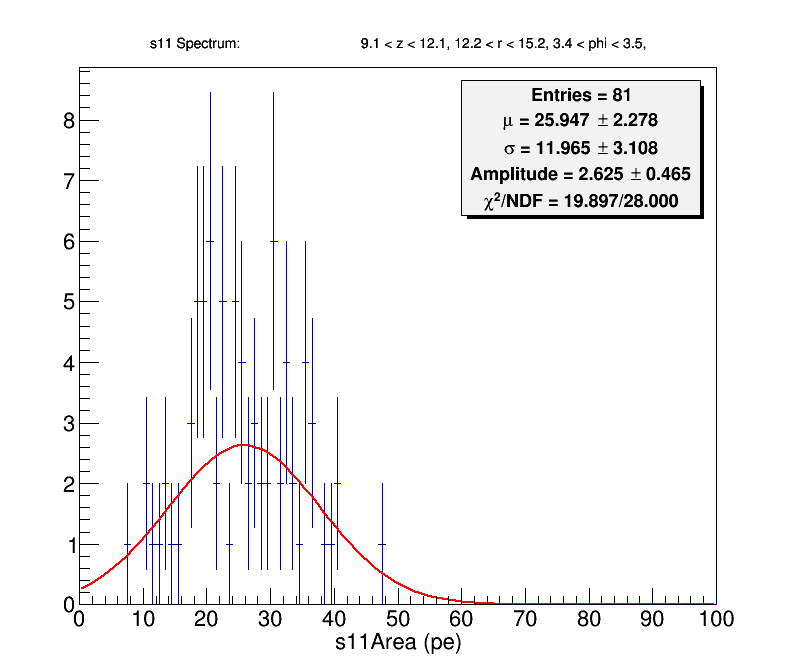 s11 Spectrum: 9.1 < z < 12.1, 12.2 < r < 15.2, 3.4 < phi < 3.5,
Entries = 81
μ = 25.947 ± 2.278
σ = 11.965 ± 3.108
Amplitude = 2.625 ± 0.465
χ²/NDF = 19.897/28.000
8
7
6
5
4
3
2
1
0
0 10 20 30 40 50 60 70 80 90 100
s11Area (pe)